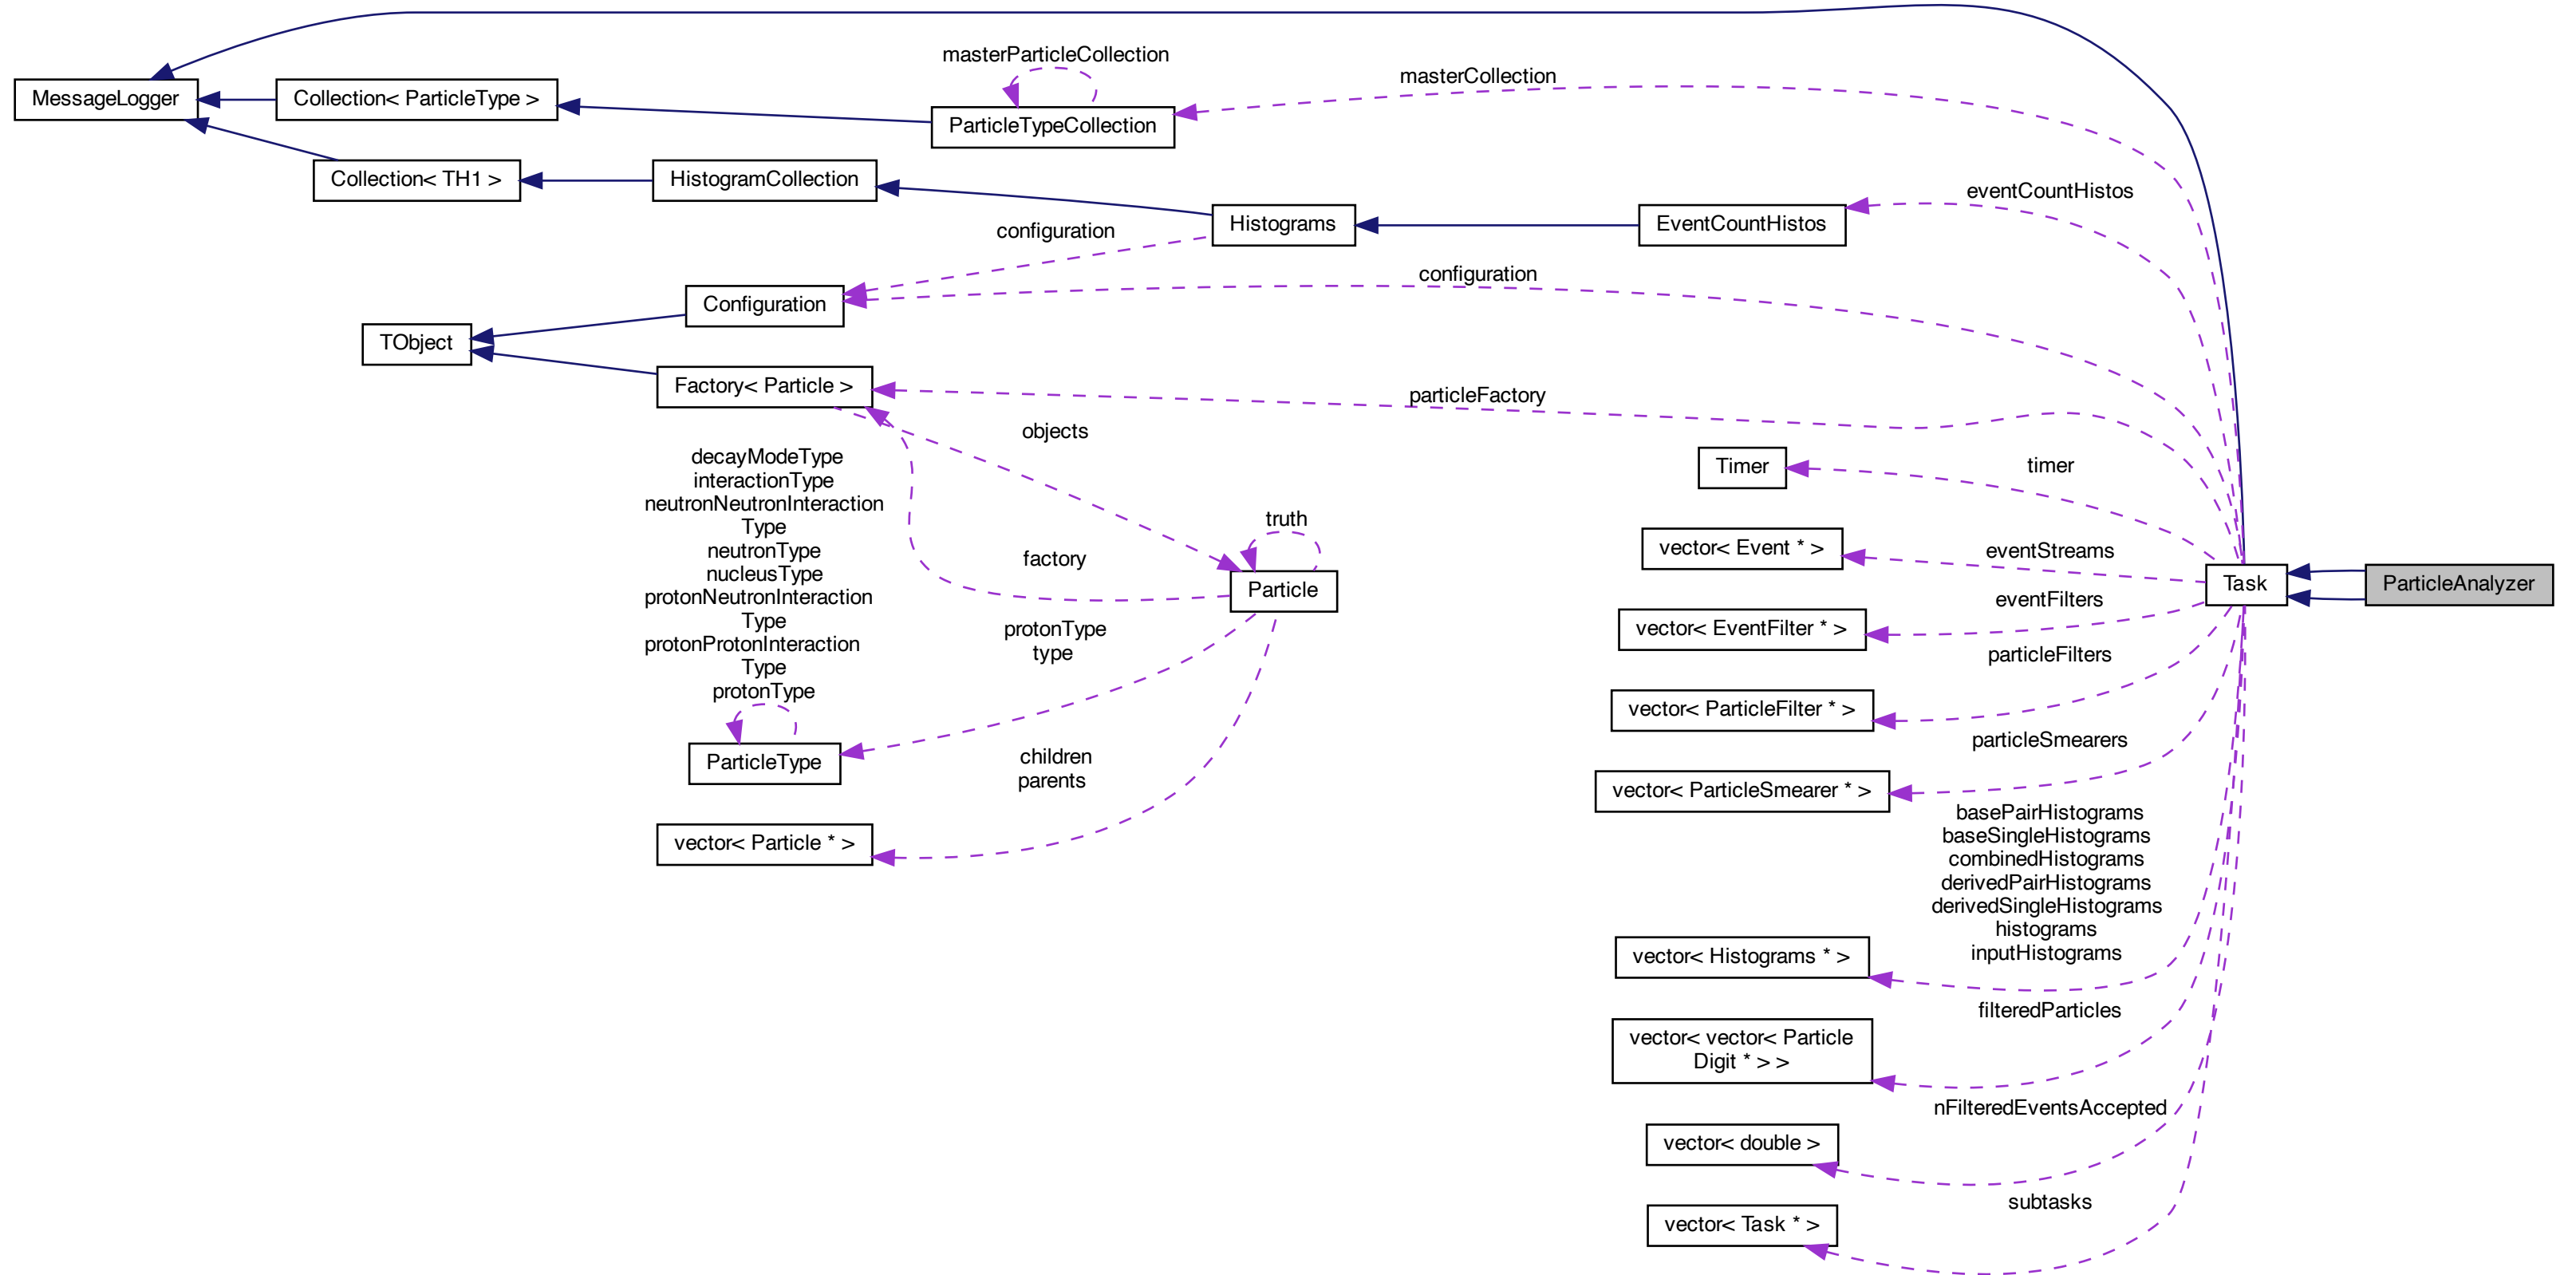 masterParticleCollection
masterCollection
MessageLogger
Collection< ParticleType >
ParticleTypeCollection
Collection< TH1 >
HistogramCollection
eventCountHistos
Histograms
EventCountHistos
configuration
configuration
Configuration
TObject
Factory< Particle >
particleFactory
objects
decayModeType
interactionType
neutronNeutronInteraction
Type
neutronType
nucleusType
protonNeutronInteraction
Type
protonProtonInteraction
Type
protonType
timer
Timer
truth
factory
eventStreams
vector< Event * >
Particle
Task
ParticleAnalyzer
eventFilters
vector< EventFilter * >
protonType
type
particleFilters
vector< ParticleFilter * >
particleSmearers
ParticleType
children
parents
vector< ParticleSmearer * >
vector< Particle * >
basePairHistograms
baseSingleHistograms
combinedHistograms
derivedPairHistograms
derivedSingleHistograms
histograms
inputHistograms
vector< Histograms * >
filteredParticles
vector< vector< Particle
Digit * > >
nFilteredEventsAccepted
vector< double >
subtasks
vector< Task * >